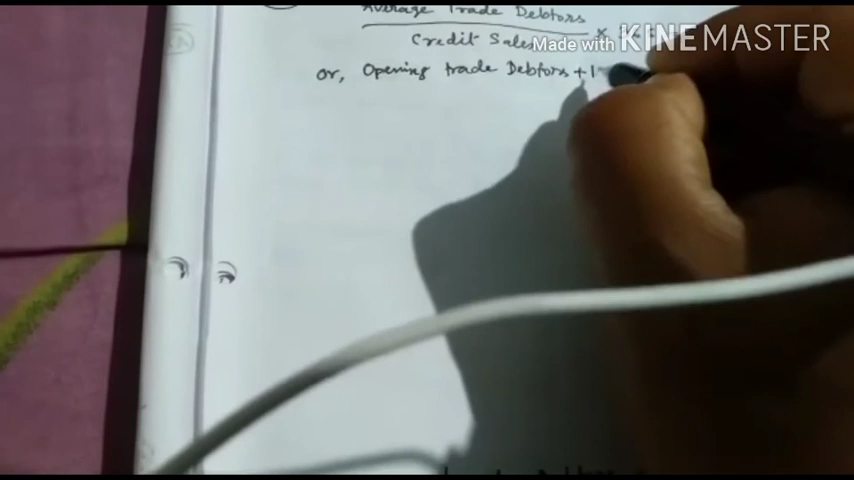 Average Trade Debtors
Credit Sales ×
Made with KINEMASTER
or, Opening trade Debtors +